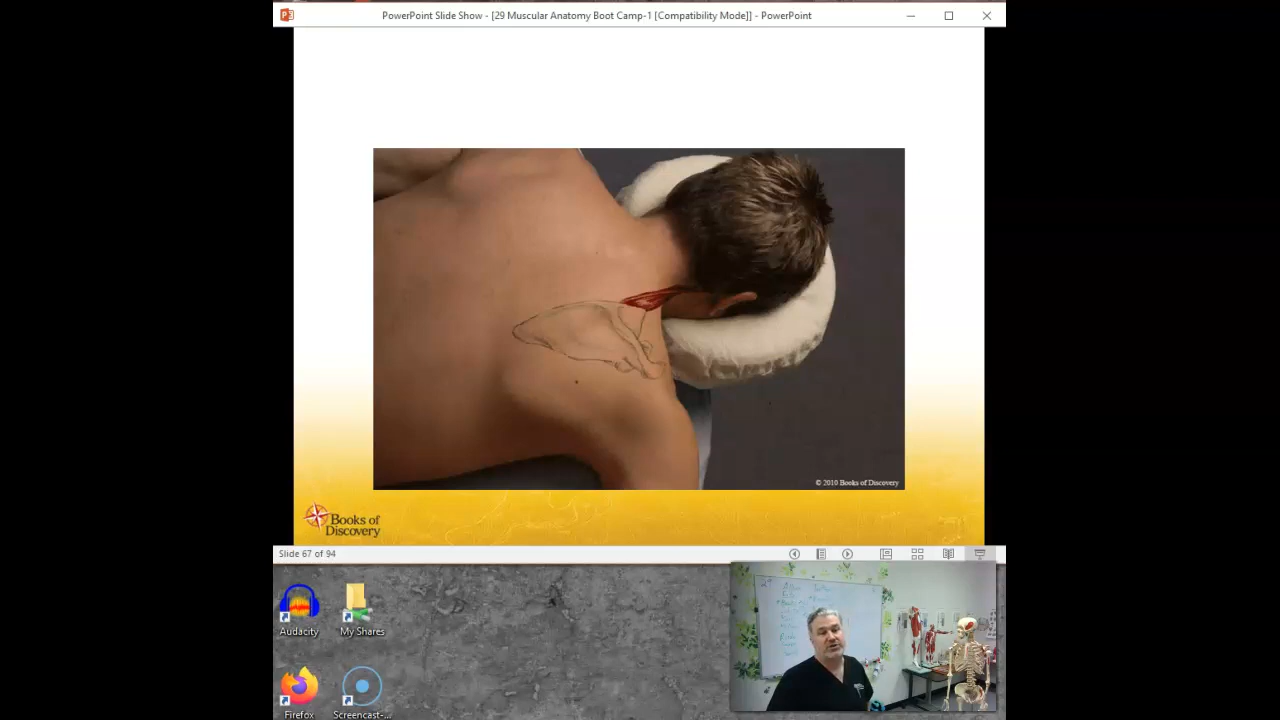 PowerPoint Slide Show - [29 Muscular Anatomy Boot Camp-1 [Compatibility Mode]] - PowerPoint
© 2010 Books of Discovery
Books of
Discovery
Slide 67 of 94
Audacity
My Shares
29
Firefox
Screencast-...